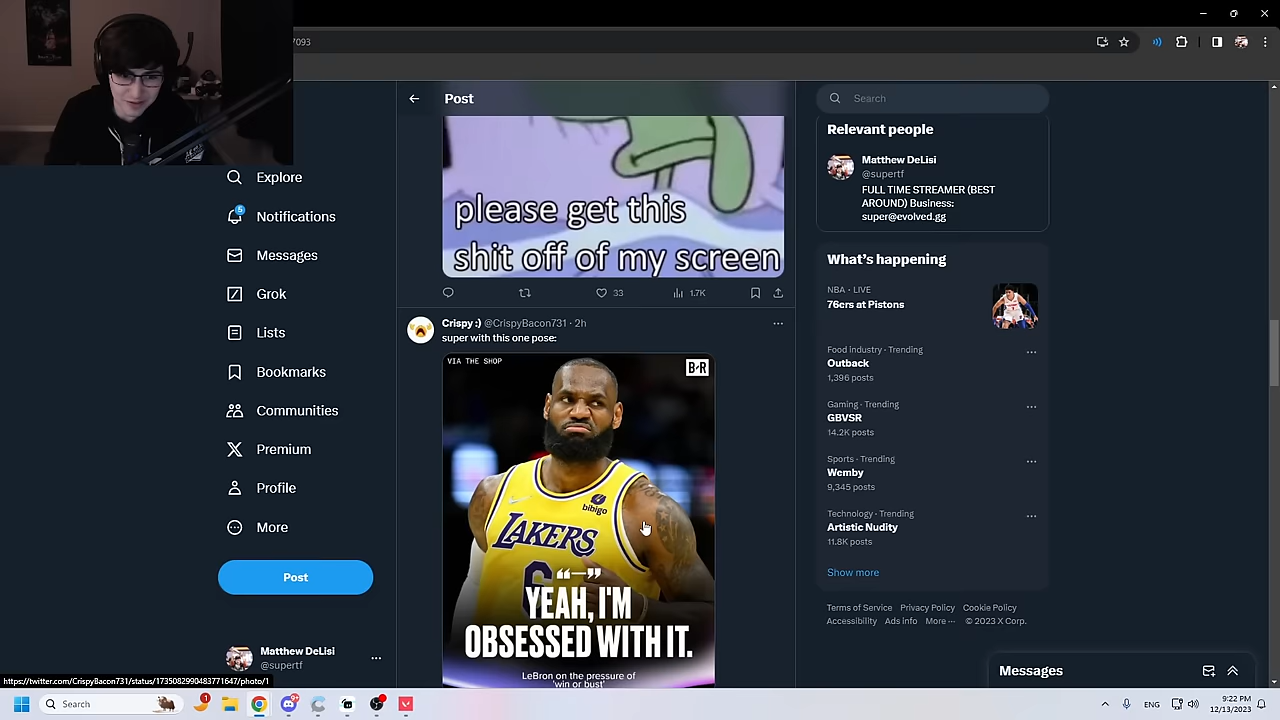 7093
Post
Search
please get this
shit off of my screen
33
1.7K
Crispy :) @CrispyBacon731 · 2h
super with this one pose:
VIA THE SHOP
B/R
bibigo
LAKERS
6
“—”
YEAH, I'M
OBSESSED WITH IT.
LeBron on the pressure of
'win or bust'
Explore
5
Notifications
Messages
Grok
Lists
Bookmarks
Communities
Premium
Profile
More
Post
Matthew DeLisi
@supertf
Relevant people
Matthew DeLisi
@supertf
FULL TIME STREAMER (BEST
AROUND) Business:
super@evolved.gg
What's happening
NBA · LIVE
76ers at Pistons
Food Industry · Trending
Outback
1,396 posts
Gaming · Trending
GBVSR
14.2K posts
Sports · Trending
Wemby
9,345 posts
Technology · Trending
Artistic Nudity
11.8K posts
Show more
Terms of Service Privacy Policy Cookie Policy
Accessibility Ads info More ··· © 2023 X Corp.
Messages
https://twitter.com/CrispyBacon731/status/1735082990483771647/photo/1
Search
1
ENG
9:22 PM
12/13/2023